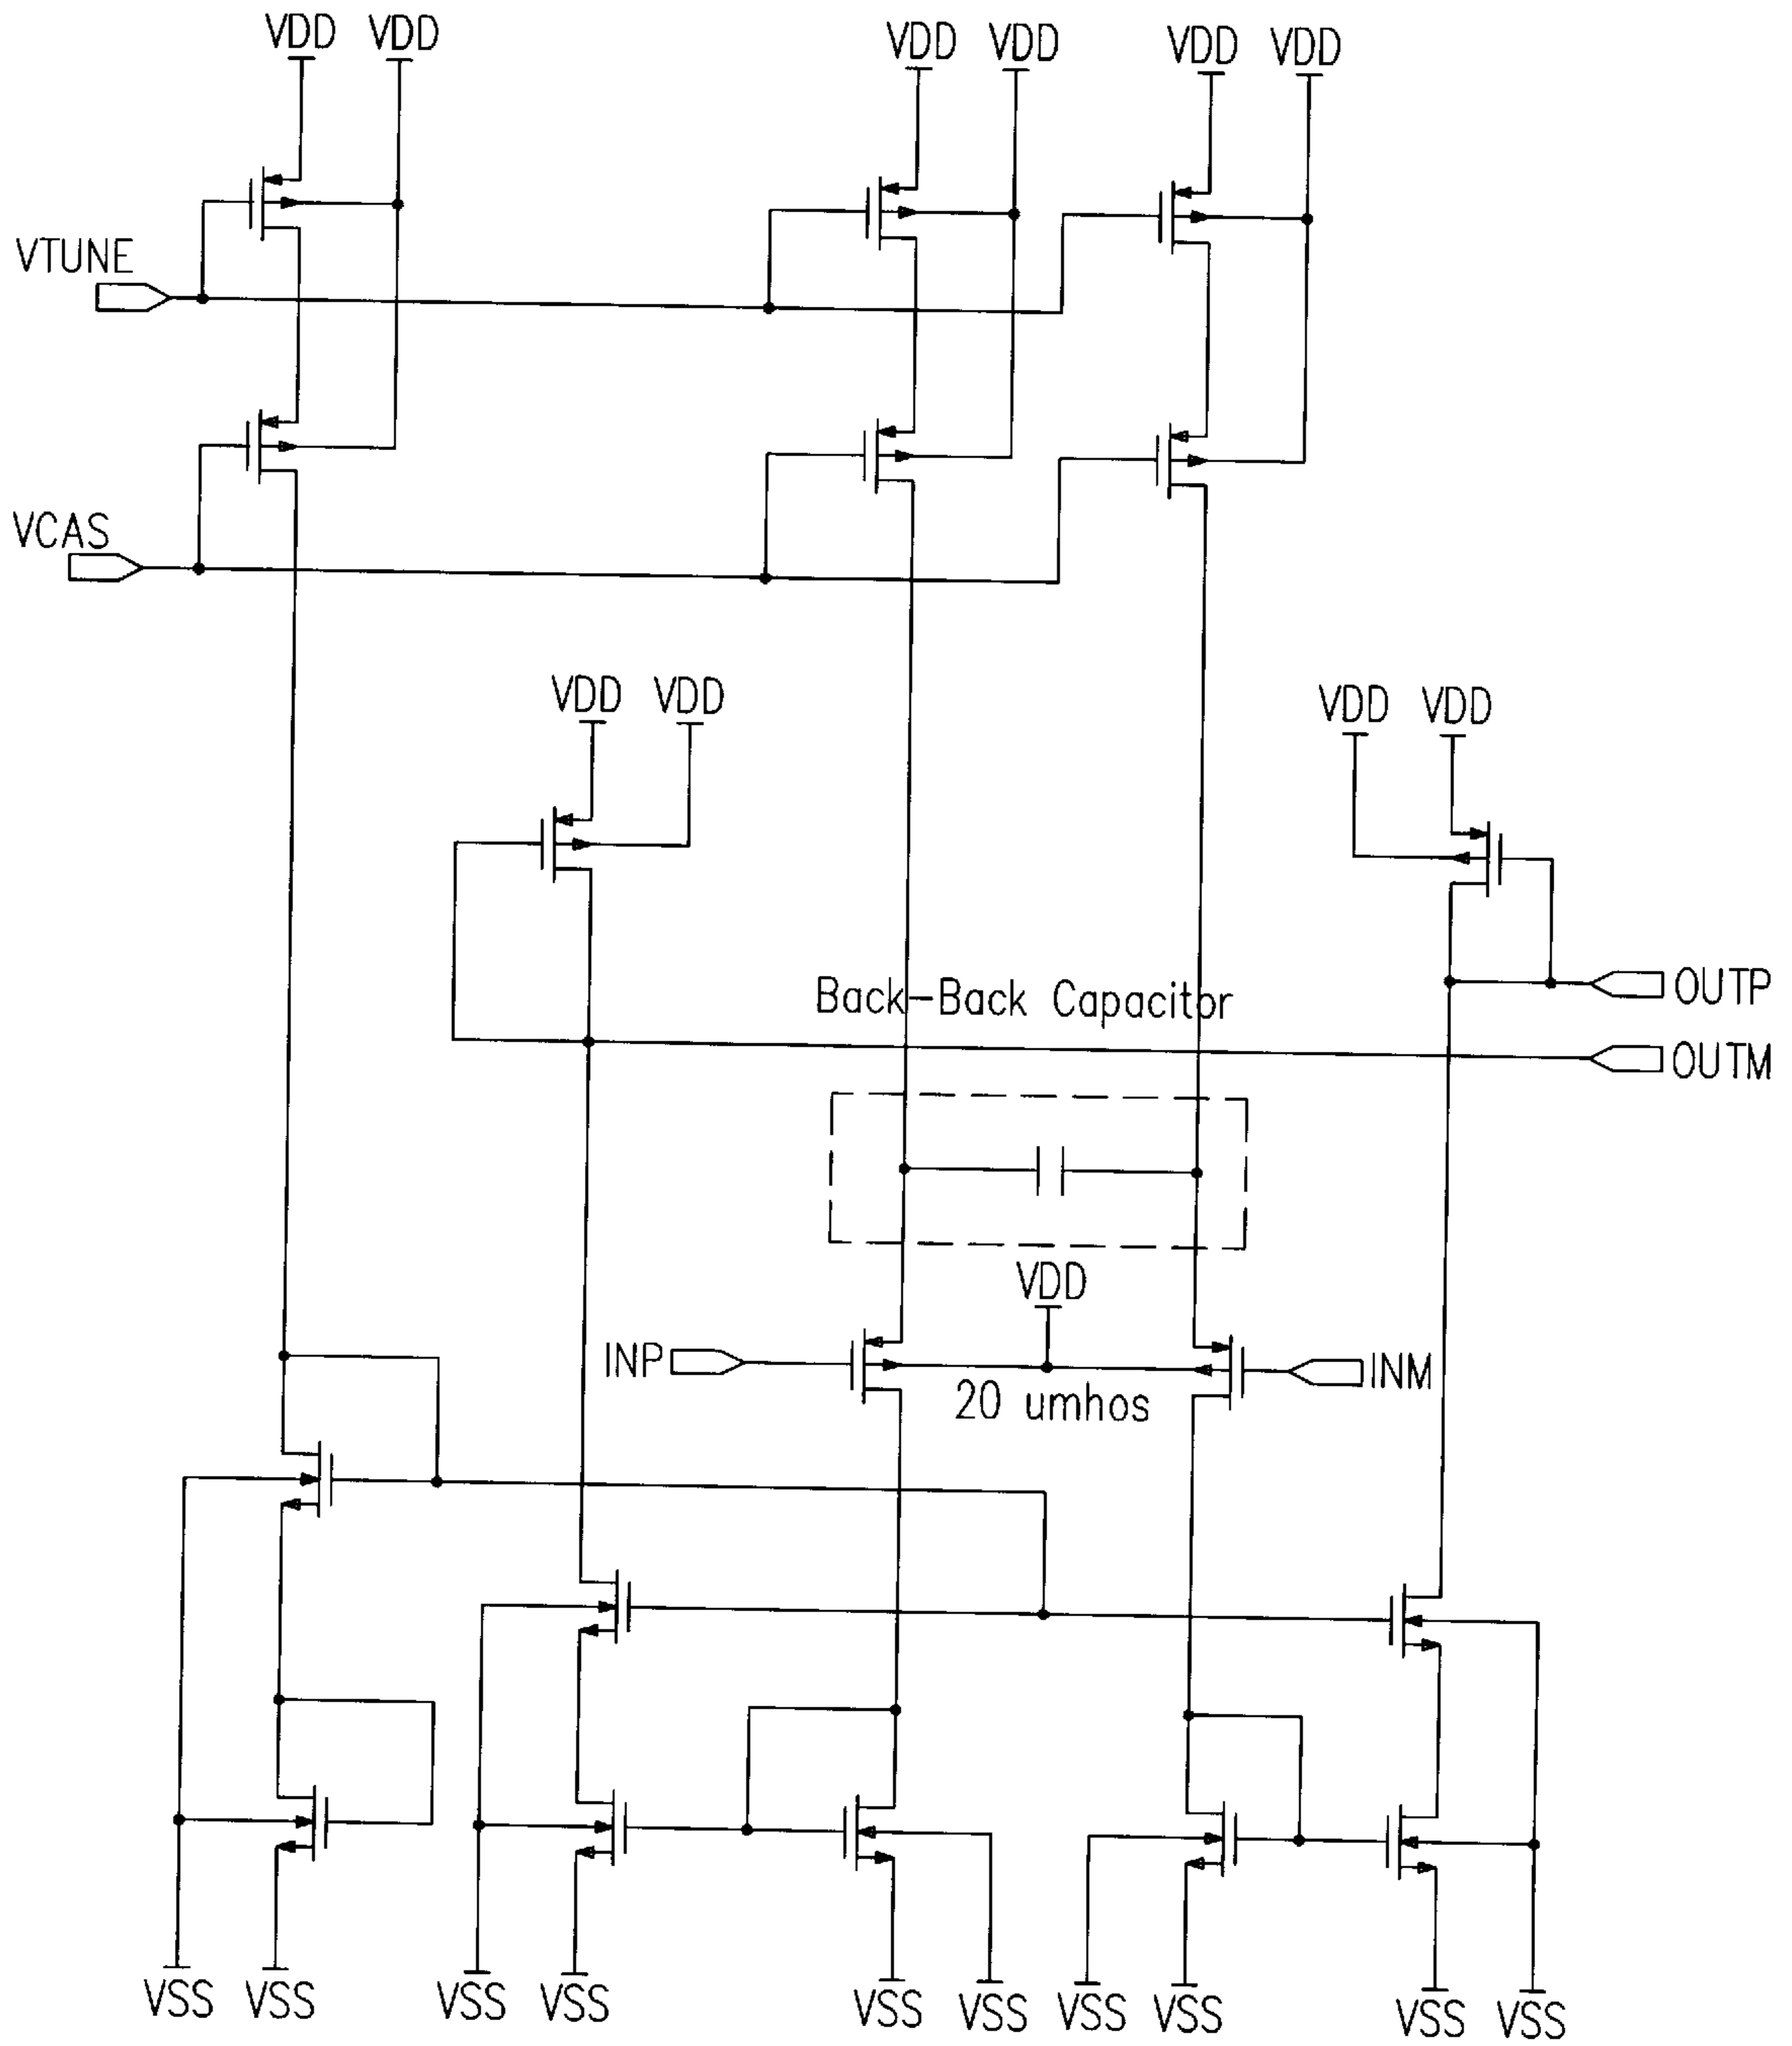 VDD VDD VDD VDD VDD VDD
VTUNE
VCAS
VDD VDD VDD VDD
Back-Back Capacitor
OUTP
OUTM
VDD
INP
INM
20 umhos
VSS VSS VSS VSS VSS VSS VSS VSS VSS VSS